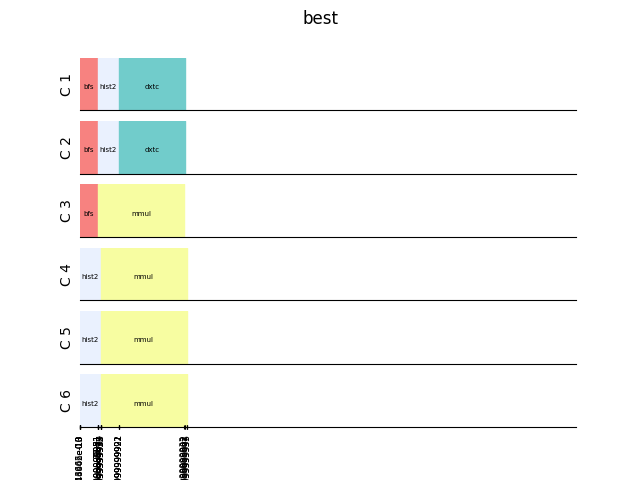 best
C 1
bfs
hist2
dxtc
C 2
bfs
hist2
dxtc
C 3
bfs
mmul
C 4
hist2
mmul
C 5
hist2
mmul
C 6
hist2
mmul